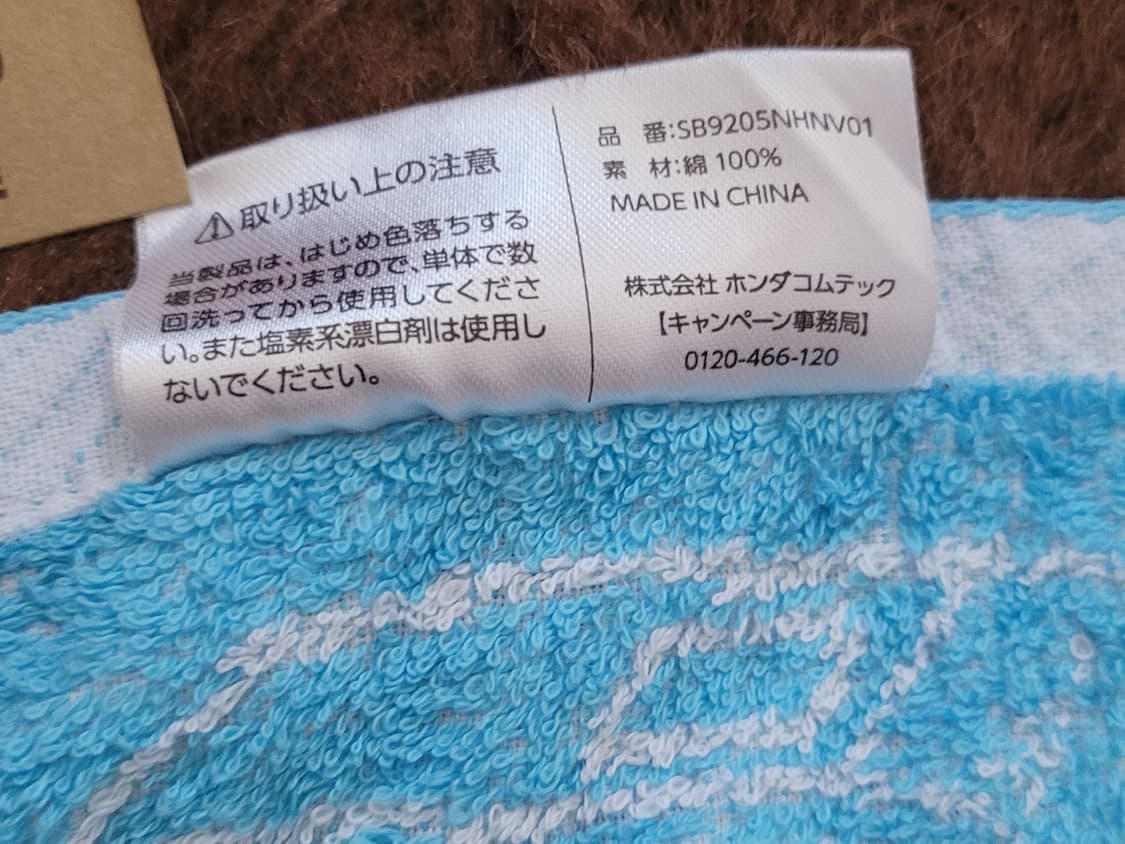 ⚠取り扱い上の注意
当製品は、はじめ色落ちする
場合がありますので、単体で数
回洗ってから使用してくださ
い。また塩素系漂白剤は使用し
ないでください。
品 番:SB9205NHNV01
素 材:綿 100%
MADE IN CHINA
株式会社 ホンダコムテック
【キャンペーン事務局】
0120-466-120